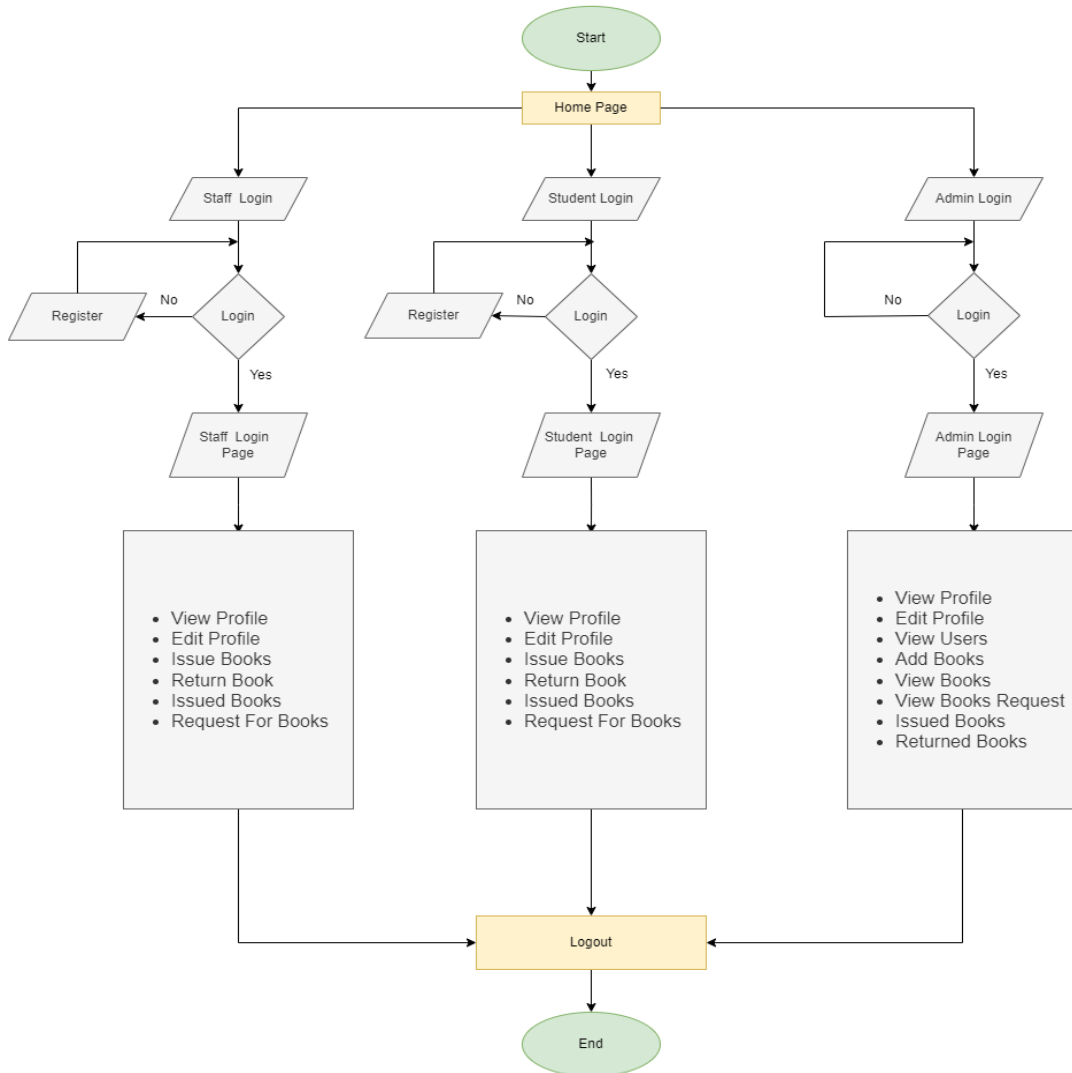 Start
Home Page
Staff Login
Student Login
Admin Login
Register
No
Login
Register
No
Login
No
Login
Yes
Yes
Yes
Staff Login
Page
Student Login
Page
Admin Login
Page
• View Profile
• Edit Profile
• Issue Books
• Return Book
• Issued Books
• Request For Books
• View Profile
• Edit Profile
• Issue Books
• Return Book
• Issued Books
• Request For Books
• View Profile
• Edit Profile
• View Users
• Add Books
• View Books
• View Books Request
• Issued Books
• Returned Books
Logout
End